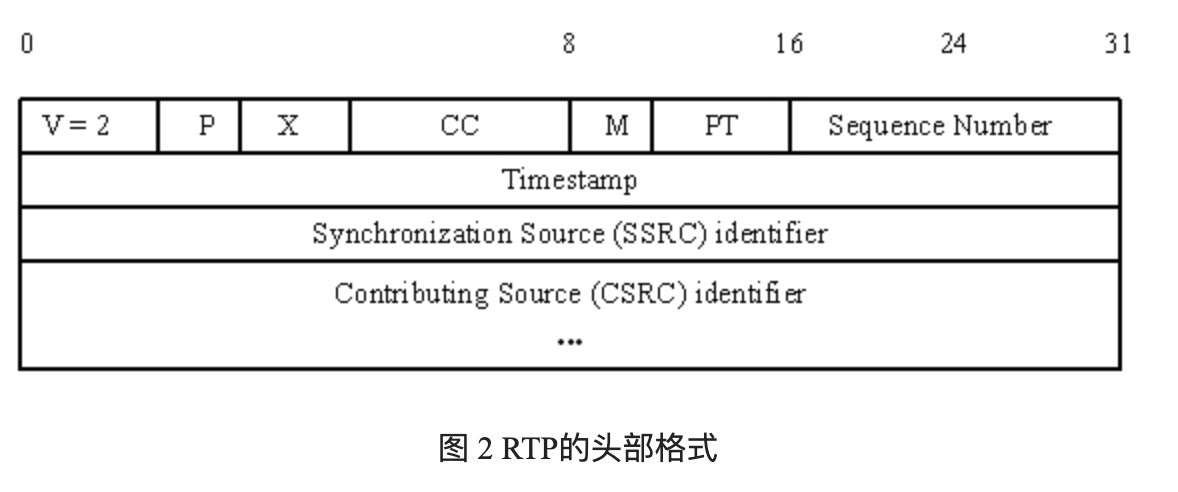 0 8 16 24 31
V = 2 P X CC M PT Sequence Number
Timestamp
Synchronization Source (SSRC) identifier
Contributing Source (CSRC) identifier
...
图 2 RTP的头部格式